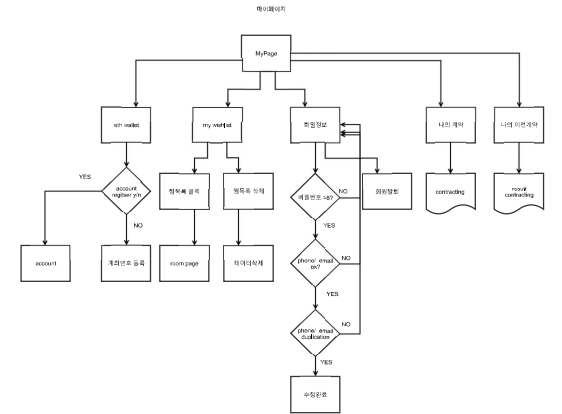 마이페이지
MyPage
eth wallet
my wishlist
회원정보
나의 계약
나의 이전계약
YES
account
regitser y/n
찜목록 클릭
찜목록 삭제
비밀번호 >8?
NO
회원탈퇴
contracting
result
contracting
NO
YES
account
계좌번호 등록
room page
데이터삭제
phone/ email
ok?
NO
YES
phone/ email
duplication
NO
YES
수정완료